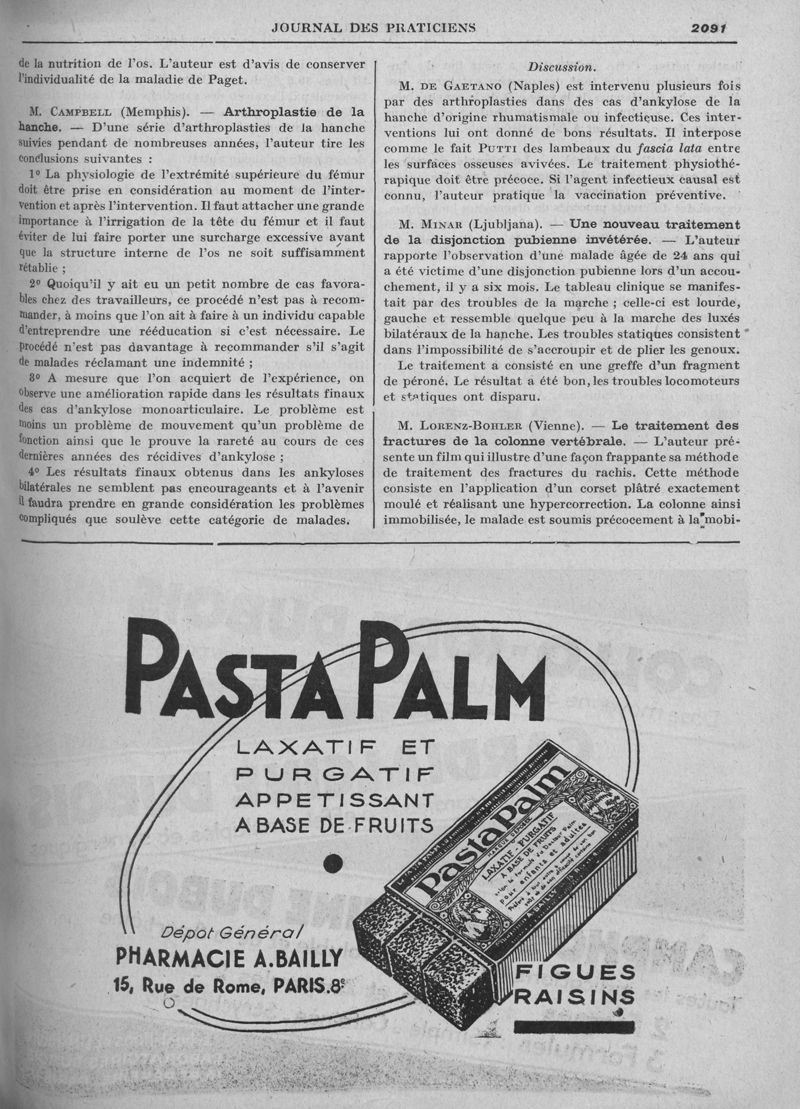 JOURNAL DES PRATICIENS
2091
de la nutrition de l'os. L'auteur est d'avis de conserver
l'individualité de la maladie de Paget.
M. CAMPBELL (Memphis). — Arthroplastie de la
hanche. — D'une série d'arthroplasties de la hanche
suivies pendant de nombreuses années, l'auteur tire les
conclusions suivantes :
1º La physiologie de l'extrémité supérieure du fémur
doit être prise en considération au moment de l'inter-
vention et après l'intervention. Il faut attacher une grande
importance à l'irrigation de la tête du fémur et il faut
éviter de lui faire porter une surcharge excessive avant
que la structure interne de l'os ne soit suffisamment
rétablie ;
2º Quoiqu'il y ait eu un petit nombre de cas favora-
bles chez des travailleurs, ce procédé n'est pas à recom-
mander, à moins que l'on ait à faire à un individu capable
d'entreprendre une rééducation si c'est nécessaire. Le
procédé n'est pas davantage à recommander s'il s'agit
de malades réclamant une indemnité ;
3º A mesure que l'on acquiert de l'expérience, on
observe une amélioration rapide dans les résultats finaux
des cas d'ankylose monoarticulaire. Le problème est
moins un problème de mouvement qu'un problème de
fonction ainsi que le prouve la rareté au cours de ces
dernières années des récidives d'ankylose ;
4º Les résultats finaux obtenus dans les ankyloses
bilatérales ne semblent pas encourageants et à l'avenir
il faudra prendre en grande considération les problèmes
compliqués que soulève cette catégorie de malades.
Discussion.
M. DE GAETANO (Naples) est intervenu plusieurs fois
par des arthroplasties dans des cas d'ankylose de la
hanche d'origine rhumatismale ou infectieuse. Ces inter-
ventions lui ont donné de bons résultats. Il interpose
comme le fait PUTTI des lambeaux du fascia lata entre
les surfaces osseuses avivées. Le traitement physiothé-
rapique doit être précoce. Si l'agent infectieux causal est
connu, l'auteur pratique la vaccination préventive.
M. MINAR (Ljubljana). — Une nouveau traitement
de la disjonction pubienne invétérée. — L'auteur
rapporte l'observation d'une malade âgée de 24 ans qui
a été victime d'une disjonction pubienne lors d'un accou-
chement, il y a six mois. Le tableau clinique se manifes-
tait par des troubles de la marche ; celle-ci est lourde,
gauche et ressemble quelque peu à la marche des luxés
bilatéraux de la hanche. Les troubles statiques consistent
dans l'impossibilité de s'accroupir et de plier les genoux.
Le traitement a consisté en une greffe d'un fragment
de péroné. Le résultat a été bon, les troubles locomoteurs
et statiques ont disparu.
M. LORENZ-BOHLER (Vienne). — Le traitement des
fractures de la colonne vertébrale. — L'auteur pré-
sente un film qui illustre d'une façon frappante sa méthode
de traitement des fractures du rachis. Cette méthode
consiste en l'application d'un corset plâtré exactement
moulé et réalisant une hypercorrection. La colonne ainsi
immobilisée, le malade est soumis précocement à la mobi-
PASTA PALM
LAXATIF ET
PURGATIF
APPETISSANT
A BASE DE FRUITS
Pasta Palm
LAXATIF - PURGATIF
A BASE DE FRUITS
pour enfants et adultes
Dépot Général
PHARMACIE A.BAILLY
15, Rue de Rome, PARIS.8e
FIGUES
RAISINS